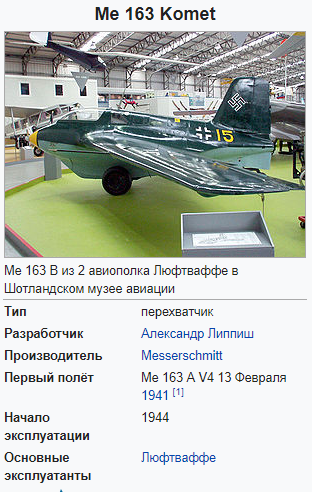 Me 163 Komet
15
Me 163 B из 2 авиополка Люфтваффе в
Шотландском музее авиации
Тип перехватчик
Разработчик Александр Липпиш
Производитель Messerschmitt
Первый полёт Me 163 A V4 13 Февраля
1941 [1]
Начало 1944
эксплуатации
Основные Люфтваффе
эксплуатанты